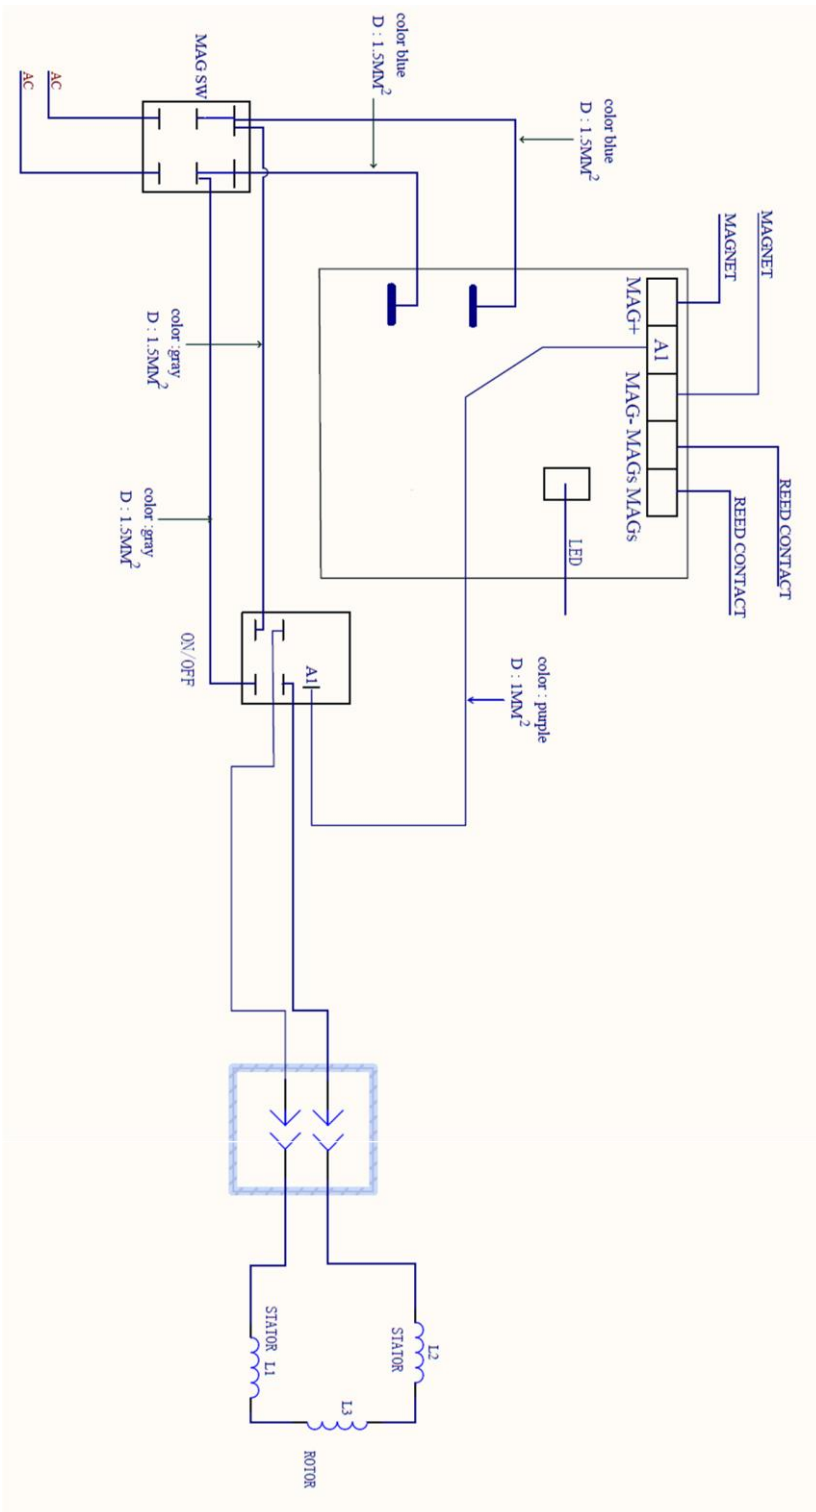 AC
AC
MAG SW
color blue
D : 1.5MM²
color blue
D : 1.5MM²
MAGNET
MAGNET
MAG+
A1
MAG-
MAGs
MAGs
REED CONTACT
REED CONTACT
LED
color :gray
D : 1.5MM²
color :gray
D : 1.5MM²
ON/OFF
A1
color : purple
D : 1MM²
STATOR L1
L2
STATOR
L3
ROTOR